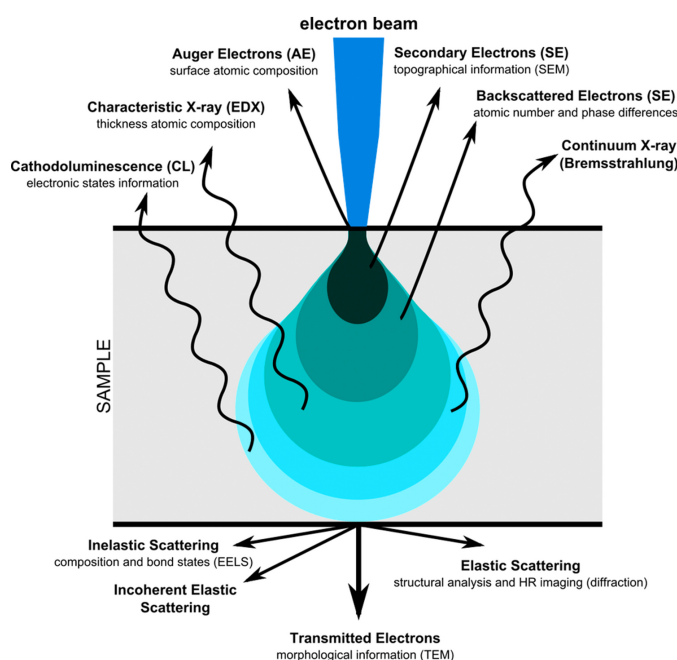 electron beam
Auger Electrons (AE)
surface atomic composition
Secondary Electrons (SE)
topographical information (SEM)
Characteristic X-ray (EDX)
thickness atomic composition
Backscattered Electrons (SE)
atomic number and phase differences
Continuum X-ray
(Bremsstrahlung)
Cathodoluminescence (CL)
electronic states information
SAMPLE
Inelastic Scattering
composition and bond states (EELS)
Incoherent Elastic
Scattering
Elastic Scattering
structural analysis and HR imaging (diffraction)
Transmitted Electrons
morphological information (TEM)